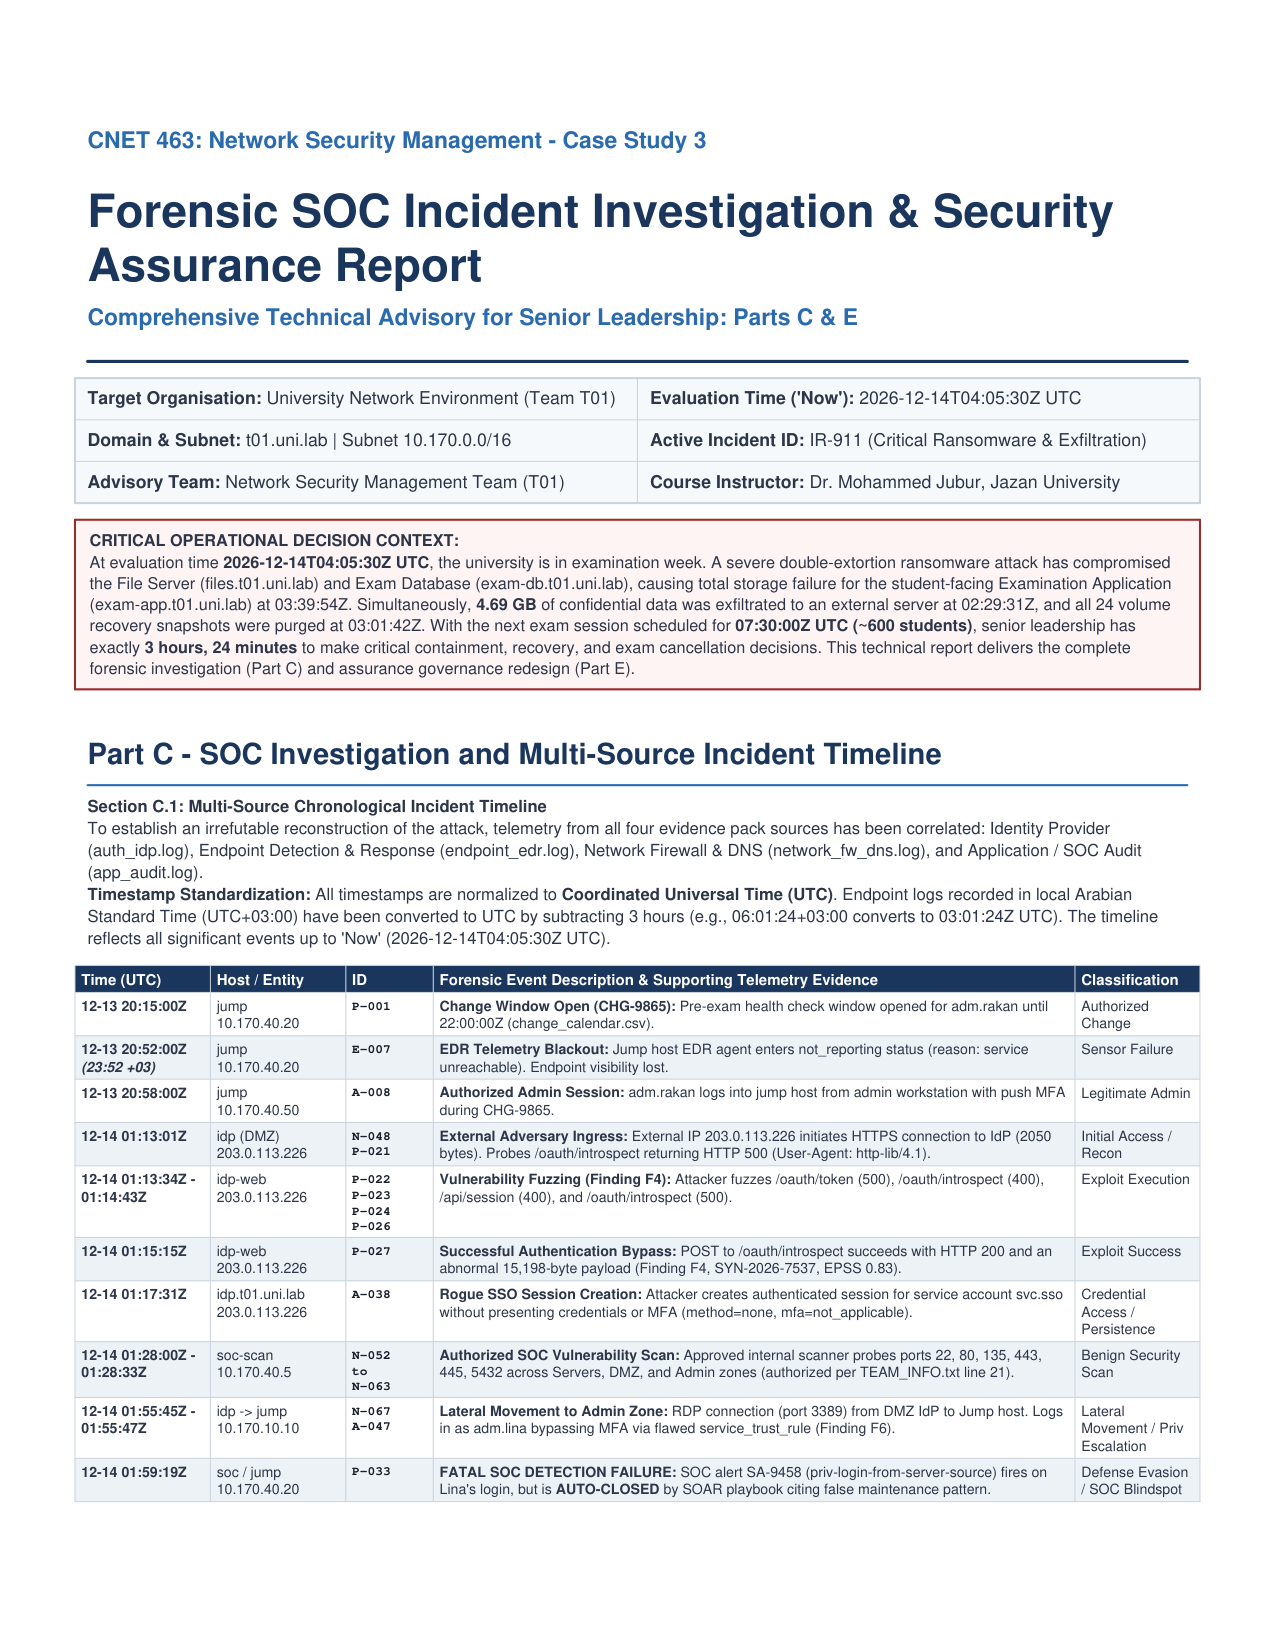 CNET 463: Network Security Management - Case Study 3
Forensic SOC Incident Investigation & Security
Assurance Report
Comprehensive Technical Advisory for Senior Leadership: Parts C & E
Target Organisation: University Network Environment (Team T01)
Evaluation Time ('Now'): 2026-12-14T04:05:30Z UTC
Domain & Subnet: t01.uni.lab | Subnet 10.170.0.0/16
Active Incident ID: IR-911 (Critical Ransomware & Exfiltration)
Advisory Team: Network Security Management Team (T01)
Course Instructor: Dr. Mohammed Jubur, Jazan University
CRITICAL OPERATIONAL DECISION CONTEXT:
At evaluation time 2026-12-14T04:05:30Z UTC, the university is in examination week. A severe double-extortion ransomware attack has compromised
the File Server (files.t01.uni.lab) and Exam Database (exam-db.t01.uni.lab), causing total storage failure for the student-facing Examination Application
(exam-app.t01.uni.lab) at 03:39:54Z. Simultaneously, 4.69 GB of confidential data was exfiltrated to an external server at 02:29:31Z, and all 24 volume
recovery snapshots were purged at 03:01:42Z. With the next exam session scheduled for 07:30:00Z UTC (~600 students), senior leadership has
exactly 3 hours, 24 minutes to make critical containment, recovery, and exam cancellation decisions. This technical report delivers the complete
forensic investigation (Part C) and assurance governance redesign (Part E).
Part C - SOC Investigation and Multi-Source Incident Timeline
Section C.1: Multi-Source Chronological Incident Timeline
To establish an irrefutable reconstruction of the attack, telemetry from all four evidence pack sources has been correlated: Identity Provider
(auth_idp.log), Endpoint Detection & Response (endpoint_edr.log), Network Firewall & DNS (network_fw_dns.log), and Application / SOC Audit
(app_audit.log).
Timestamp Standardization: All timestamps are normalized to Coordinated Universal Time (UTC). Endpoint logs recorded in local Arabian
Standard Time (UTC+03:00) have been converted to UTC by subtracting 3 hours (e.g., 06:01:24+03:00 converts to 03:01:24Z UTC). The timeline
reflects all significant events up to 'Now' (2026-12-14T04:05:30Z UTC).
Time (UTC) Host / Entity ID Forensic Event Description & Supporting Telemetry Evidence Classification
12-13 20:15:00Z
jump
10.170.40.20
P-001
Change Window Open (CHG-9865): Pre-exam health check window opened for adm.rakan until
22:00:00Z (change_calendar.csv).
Authorized
Change
12-13 20:52:00Z
(23:52 +03)
jump
10.170.40.20
E-007
EDR Telemetry Blackout: Jump host EDR agent enters not_reporting status (reason: service
unreachable). Endpoint visibility lost.
Sensor Failure
12-13 20:58:00Z
jump
10.170.40.50
A-008
Authorized Admin Session: adm.rakan logs into jump host from admin workstation with push MFA
during CHG-9865.
Legitimate Admin
12-14 01:13:01Z
idp (DMZ)
203.0.113.226
N-048
P-021
External Adversary Ingress: External IP 203.0.113.226 initiates HTTPS connection to IdP (2050
bytes). Probes /oauth/introspect returning HTTP 500 (User-Agent: http-lib/4.1).
Initial Access /
Recon
12-14 01:13:34Z -
01:14:43Z
idp-web
203.0.113.226
P-022
P-023
P-024
P-026
Vulnerability Fuzzing (Finding F4): Attacker fuzzes /oauth/token (500), /oauth/introspect (400),
/api/session (400), and /oauth/introspect (500).
Exploit Execution
12-14 01:15:15Z
idp-web
203.0.113.226
P-027
Successful Authentication Bypass: POST to /oauth/introspect succeeds with HTTP 200 and an
abnormal 15,198-byte payload (Finding F4, SYN-2026-7537, EPSS 0.83).
Exploit Success
12-14 01:17:31Z
idp.t01.uni.lab
203.0.113.226
A-038
Rogue SSO Session Creation: Attacker creates authenticated session for service account svc.sso
without presenting credentials or MFA (method=none, mfa=not_applicable).
Credential
Access /
Persistence
12-14 01:28:00Z -
01:28:33Z
soc-scan
10.170.40.5
N-052
to
N-063
Authorized SOC Vulnerability Scan: Approved internal scanner probes ports 22, 80, 135, 443,
445, 5432 across Servers, DMZ, and Admin zones (authorized per TEAM_INFO.txt line 21).
Benign Security
Scan
12-14 01:55:45Z -
01:55:47Z
idp -> jump
10.170.10.10
N-067
A-047
Lateral Movement to Admin Zone: RDP connection (port 3389) from DMZ IdP to Jump host. Logs
in as adm.lina bypassing MFA via flawed service_trust_rule (Finding F6).
Lateral
Movement / Priv
Escalation
12-14 01:59:19Z
soc / jump
10.170.40.20
P-033
FATAL SOC DETECTION FAILURE: SOC alert SA-9458 (priv-login-from-server-source) fires on
Lina's login, but is AUTO-CLOSED by SOAR playbook citing false maintenance pattern.
Defense Evasion
/ SOC Blindspot